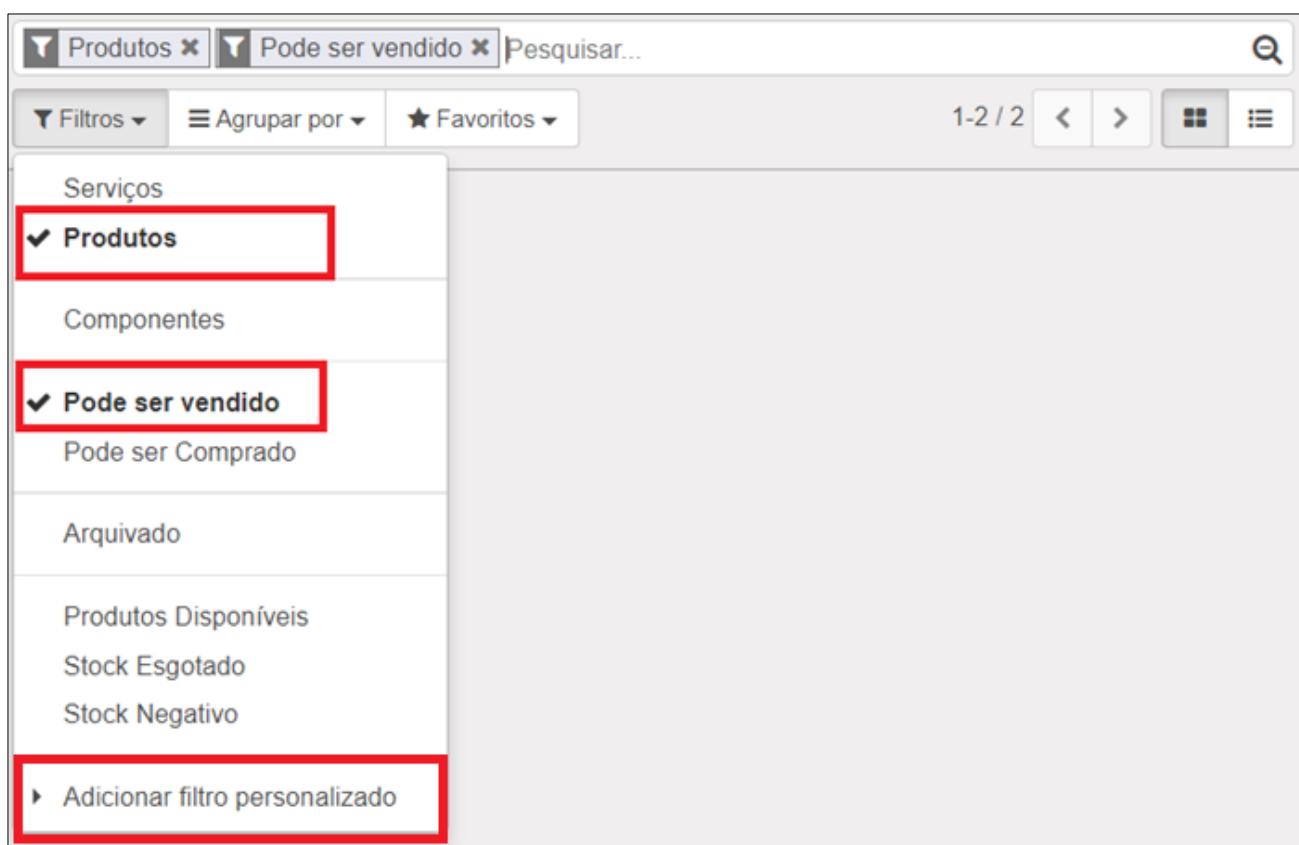 Produtos Pode ser vendido Pesquisar...
Filtros Agrupar por Favoritos 1-2 / 2
Serviços
Produtos
Componentes
Pode ser vendido
Pode ser Comprado
Arquivado
Produtos Disponíveis
Stock Esgotado
Stock Negativo
Adicionar filtro personalizado